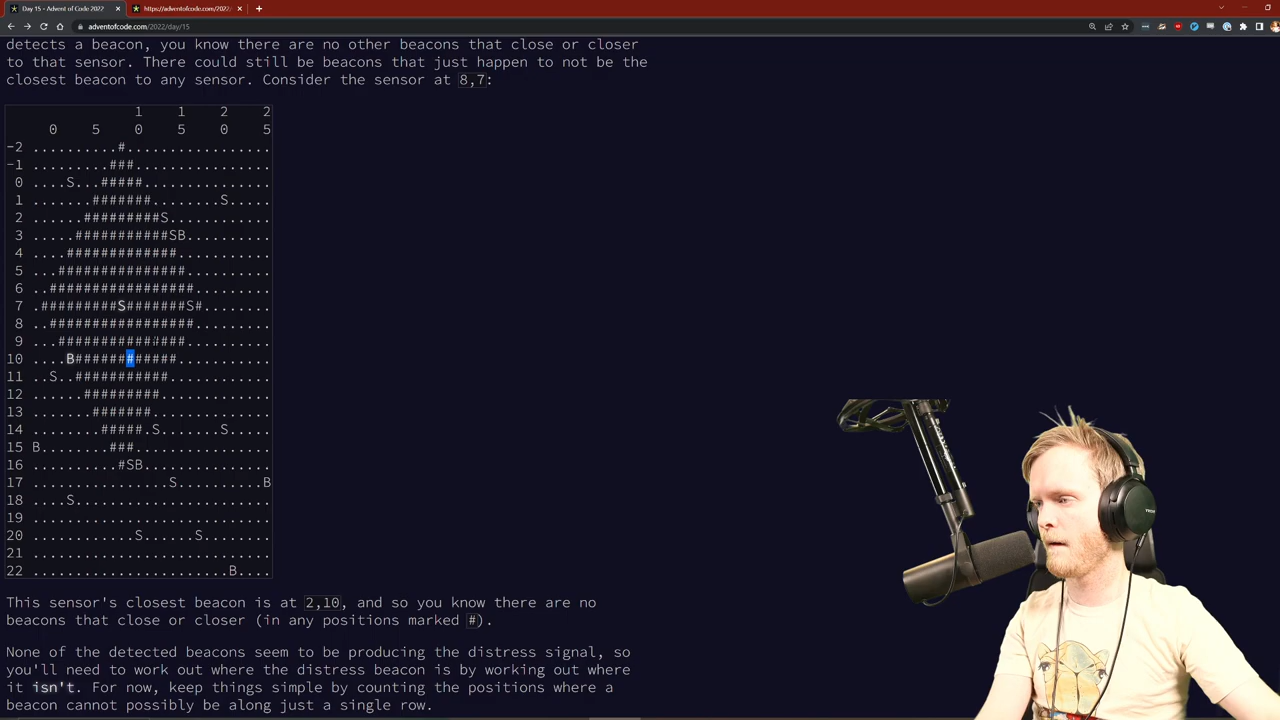 Day 15 - Advent of Code 2022
https://adventofcode.com/2022/
adventofcode.com/2022/day/15
detects a beacon, you know there are no other beacons that close or closer
to that sensor. There could still be beacons that just happen to not be the
closest beacon to any sensor. Consider the sensor at 8,7:
1 1 2 2
0 5 0 5 0 5
-2 ..........#.................
-1 .........###................
0 ....S...#####...............
1 .......#######........S.....
2 ......#########S............
3 .....###########SB..........
4 ....#############...........
5 ...###############..........
6 ..#################.........
7 .#########S#######S#........
8 ..#################.........
9 ...###############..........
10 ....B############...........
11 ..S..###########............
12 ......#########.............
13 .......#######..............
14 ........#####.S.......S.....
15 B........###................
16 ..........#SB...............
17 ................S..........B
18 ....S.......................
19 ............................
20 ............S......S........
21 ............................
22 .......................B....
This sensor's closest beacon is at 2,10, and so you know there are no
beacons that close or closer (in any positions marked #).
None of the detected beacons seem to be producing the distress signal, so
you'll need to work out where the distress beacon is by working out where
it isn't. For now, keep things simple by counting the positions where a
beacon cannot possibly be along just a single row.